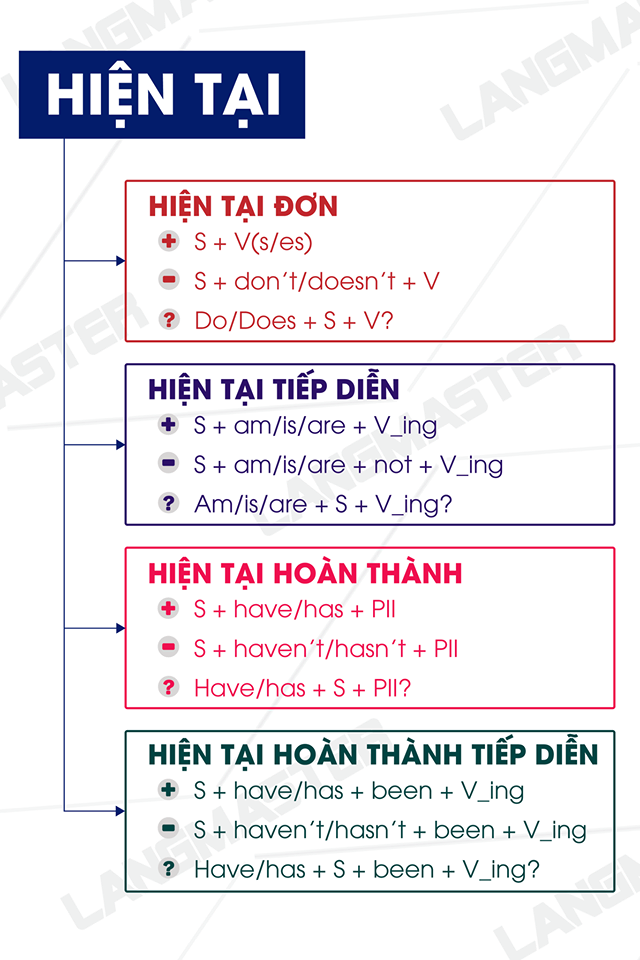 LANGMASTER
HIỆN TẠI
HIỆN TẠI ĐƠN
+ S + V(s/es)
- S + don't/doesn't + V
? Do/Does + S + V?
LANGMASTER
LANGMASTER
HIỆN TẠI TIẾP DIỄN
+ S + am/is/are + V_ing
- S + am/is/are + not + V_ing
? Am/is/are + S + V_ing?
HIỆN TẠI HOÀN THÀNH
+ S + have/has + PII
- S + haven't/hasn't + PII
? Have/has + S + PII?
HIỆN TẠI HOÀN THÀNH TIẾP DIỄN
+ S + have/has + been + V_ing
- S + haven't/hasn't + been + V_ing
? Have/has + S + been + V_ing?
LANGMASTER